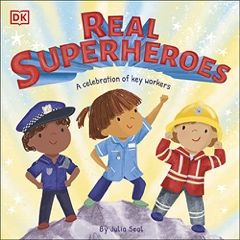 DK
REAL
SUPERHEROES
A celebration of key workers
By Julia Seal